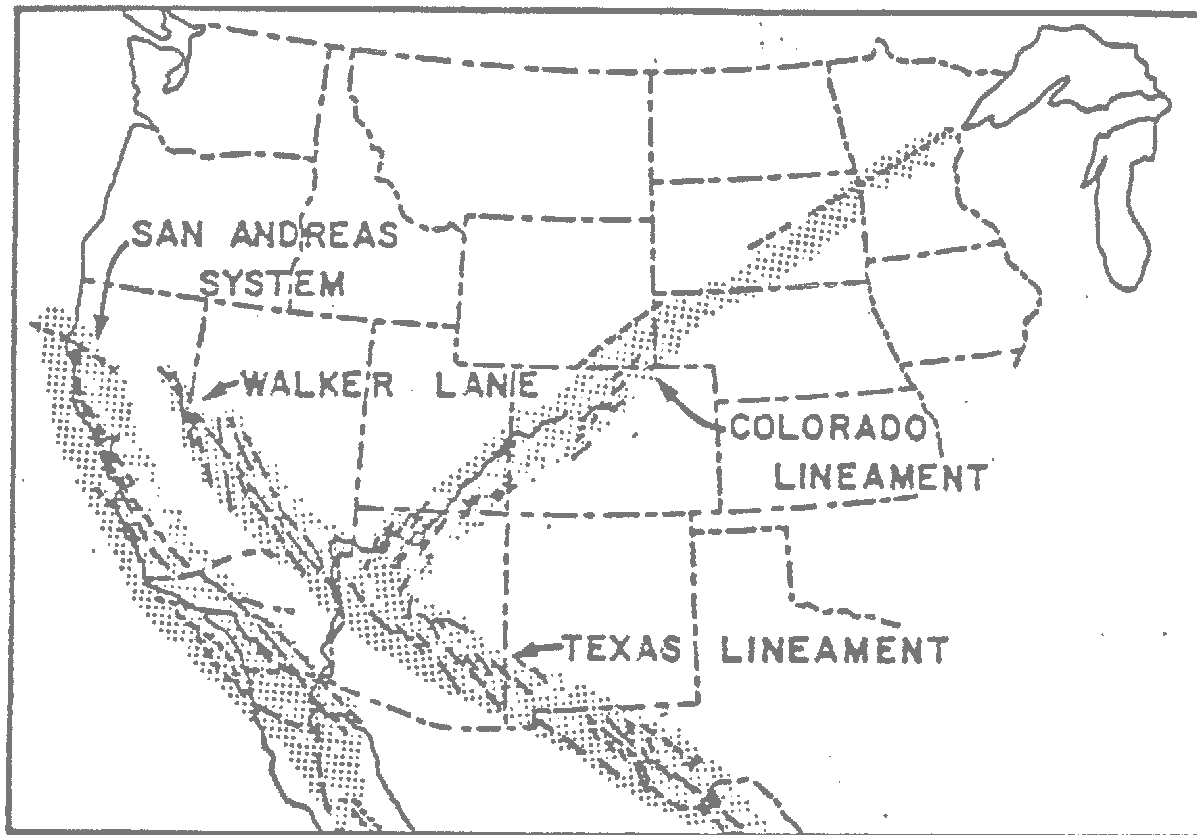 SAN ANDREAS
SYSTEM
WALKER LANE
COLORADO
LINEAMENT
TEXAS LINEAMENT